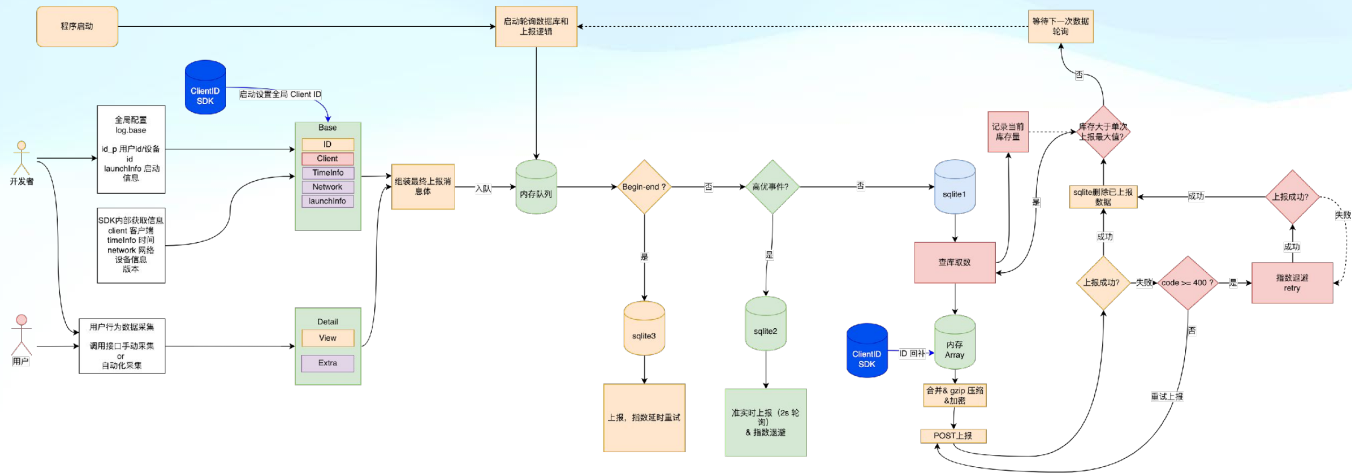 程序启动
启动轮询数据库和
上报逻辑
等待下一次数据
轮询
否
ClientID
SDK
启动设置全局 Client ID
全局配置
log.base
id_p 用户id/设备
id
launchInfo 启动
信息
开发者
SDK内部获取信息
client 客户端
timeInfo 时间
network 网络
设备信息
版本
用户
用户行为数据采集
调用接口手动采集
or
自动化采集
Base
ID
Client
TimeInfo
Network
launchInfo
Detail
View
Extra
组装最终上报消
息体
入队
内存队列
Begin-end ?
否
是
sqlite3
上报，指数延时重试
高优事件?
否
是
sqlite2
准实时上报（2s 轮
询）
& 指数退避
sqlite1
查库取数
记录当前
库存量
库存大于单次
上报最大值?
是
ClientID
SDK
ID 回补
内存
Array
合并& gzip 压缩
&加密
POST上报
sqlite删除已上报
数据
成功
上报成功?
失败
code >= 400 ?
是
否
重试上报
指数退避
retry
成功
上报成功?
失败
成功